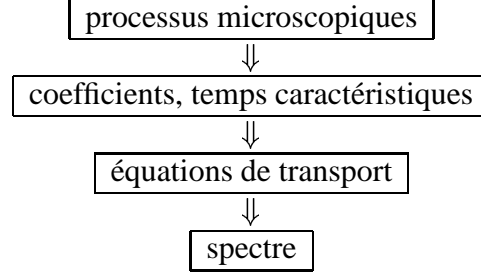 processus microscopiques
⇓
coefficients, temps caractéristiques
⇓
équations de transport
⇓
spectre